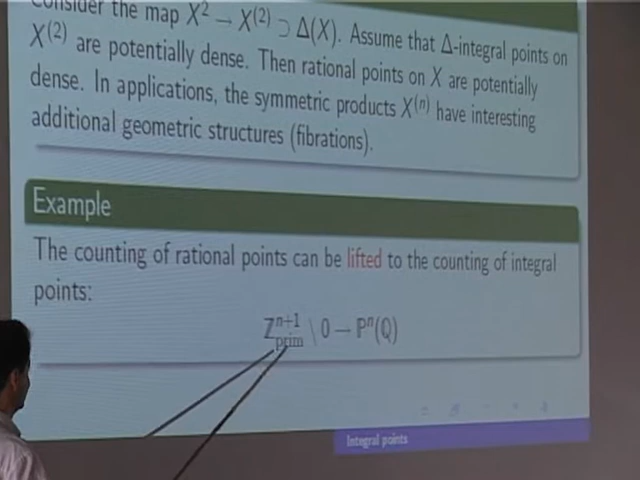 Consider the map X² → X⁽²⁾ ⊃ Δ(X). Assume that Δ-integral points on
X⁽²⁾ are potentially dense. Then rational points on X are potentially
dense. In applications, the symmetric products X⁽ⁿ⁾ have interesting
additional geometric structures (fibrations).
Example
The counting of rational points can be lifted to the counting of integral
points:
ℤⁿ⁺¹_prim \ 0 → ℙⁿ(ℚ)
Integral points